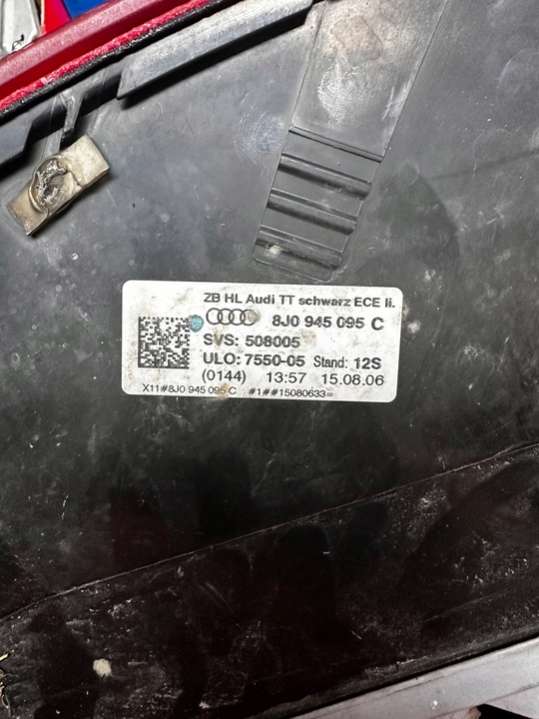 ZB HL Audi TT schwarz ECE li.
8J0 945 095 C
SVS: 508005
ULO: 7550-05 Stand: 12S
(0144) 13:57 15.08.06
X11#8J0 945 095 C #1##15080633=